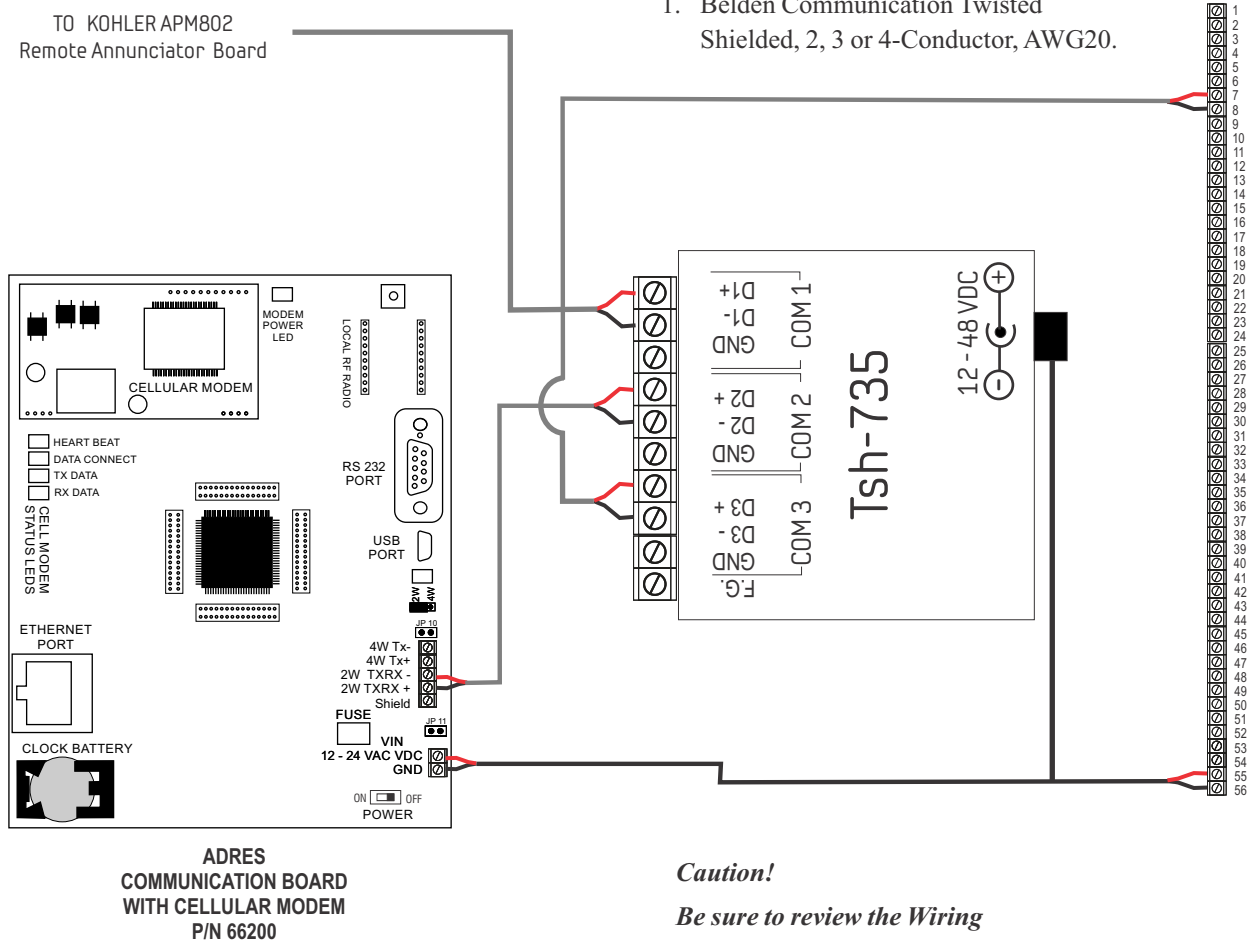 TO KOHLER APM802
Remote Annunciator Board
1. Belden Communication Twisted
Shielded, 2, 3 or 4-Conductor, AWG20.
MODEM
POWER
LED
LOCAL RF RADIO
CELLULAR MODEM
HEART BEAT
DATA CONNECT
TX DATA
RX DATA
CELL MODEM
STATUS LEDS
RS 232
PORT
USB
PORT
2W
4W
JP 10
4W Tx-
4W Tx+
2W TXRX -
2W TXRX +
Shield
ETHERNET
PORT
FUSE
JP 11
VIN
12 - 24 VAC VDC
GND
CLOCK BATTERY
ON OFF
POWER
ADRES
COMMUNICATION BOARD
WITH CELLULAR MODEM
P/N 66200
D1+
D1-
GND
COM 1
D2 +
D2 -
GND
COM 2
D3 +
D3 -
GND
COM 3
F.G.
Tsh-735
12 - 48 VDC
+
-
1
2
3
4
5
6
7
8
9
10
11
12
13
14
15
16
17
18
19
20
21
22
23
24
25
26
27
28
29
30
31
32
33
34
35
36
37
38
39
40
41
42
43
44
45
46
47
48
49
50
51
52
53
54
55
56
Caution!
Be sure to review the Wiring